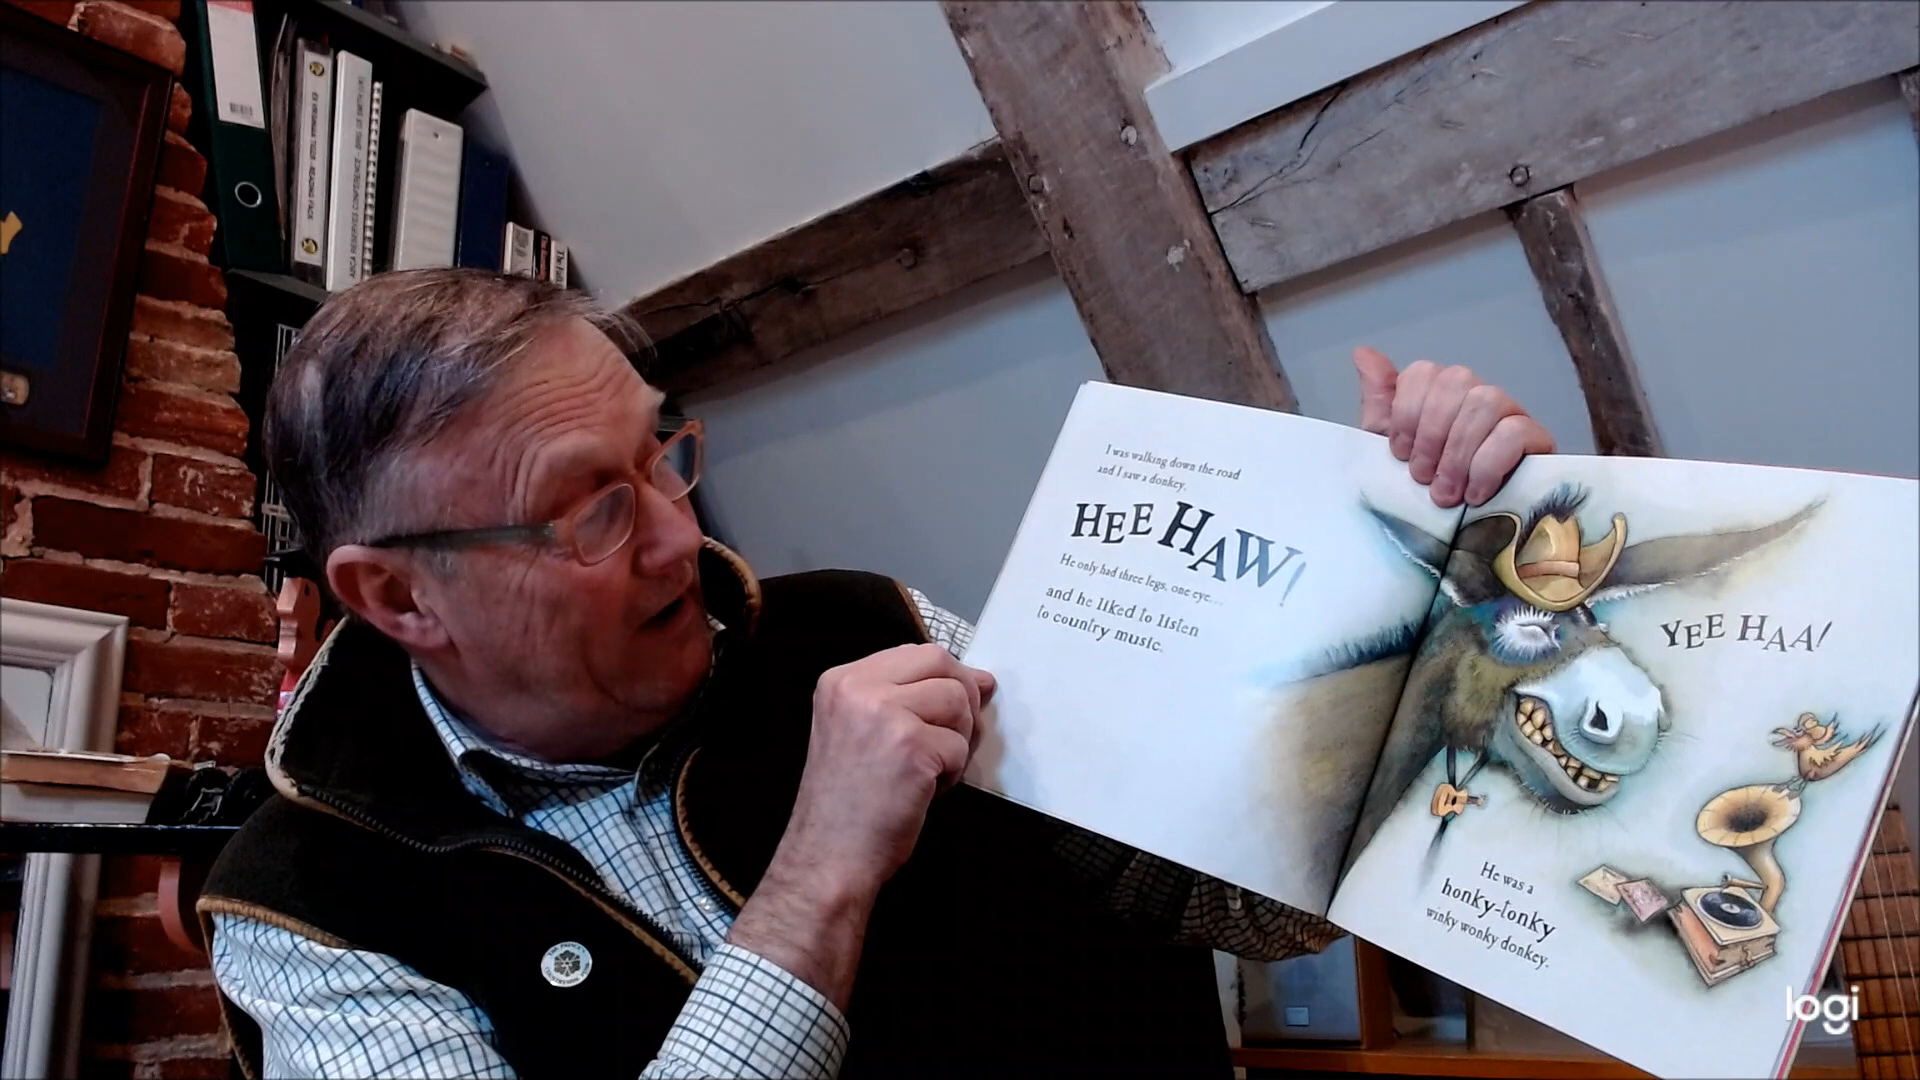 I was walking down the road
and I saw a donkey,
HEE HAW!
He only had three legs, one eye...
and he liked to listen
to country music.
YEE HAA!
He was a
honky-tonky
winky wonky donkey.
logi